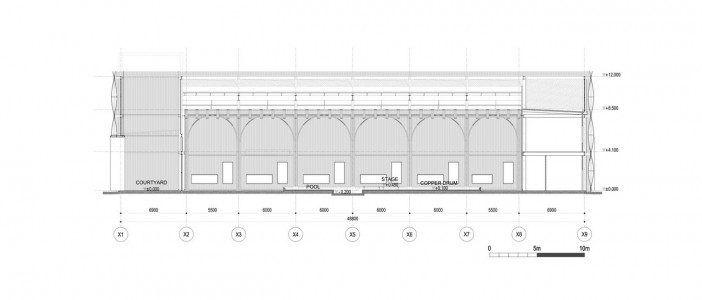 +12.000
+8.500
+4.100
STAGE
+0.450
COURTYARD
±0.000
POOL
-0.200
COPPER DRUM
+0.100
±0.000
6900 5500 6000 6000 6000 6000 6000 5500 6900
X1 X2 X3 X4 X5 X6 X7 X8 X9
0 5m 10m